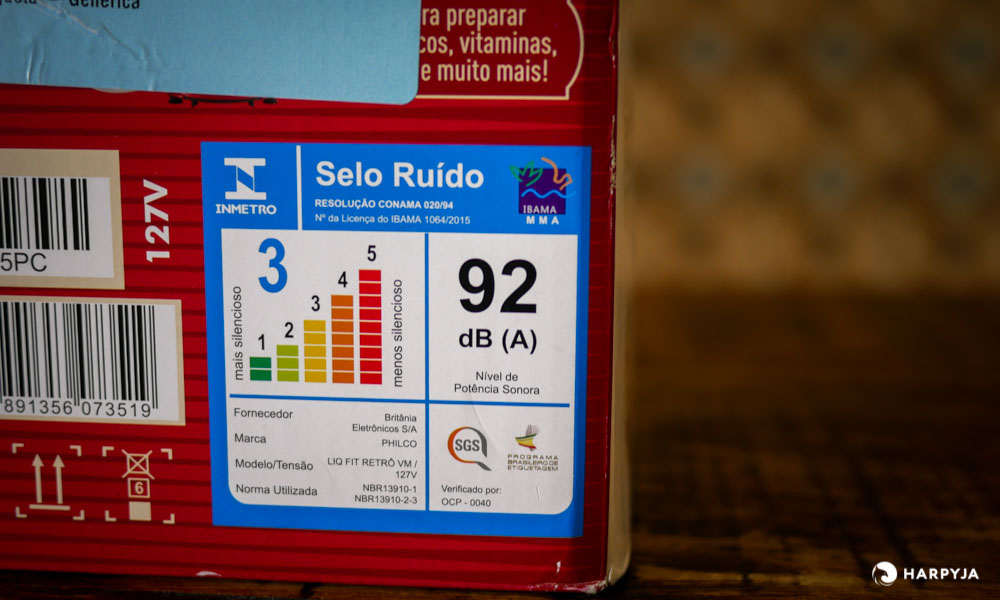 Genérica
ra preparar
cos, vitaminas,
e muito mais!
127V
5PC
891356 073519
6
INMETRO
Selo Ruído
RESOLUÇÃO CONAMA 020/94
Nº da Licença do IBAMA 1064/2015
IBAMA
MMA
3
mais silencioso
1
2
3
4
5
menos silencioso
92
dB (A)
Nível de
Potência Sonora
Fornecedor
Britânia
Eletrônicos S/A
Marca
PHILCO
Modelo/Tensão
LIQ FIT RETRÔ VM /
127V
Norma Utilizada
NBR13910-1
NBR13910-2-3
SGS
PROGRAMA
BRASILEIRO DE
ETIQUETAGEM
Verificado por:
OCP - 0040
HARPYJA